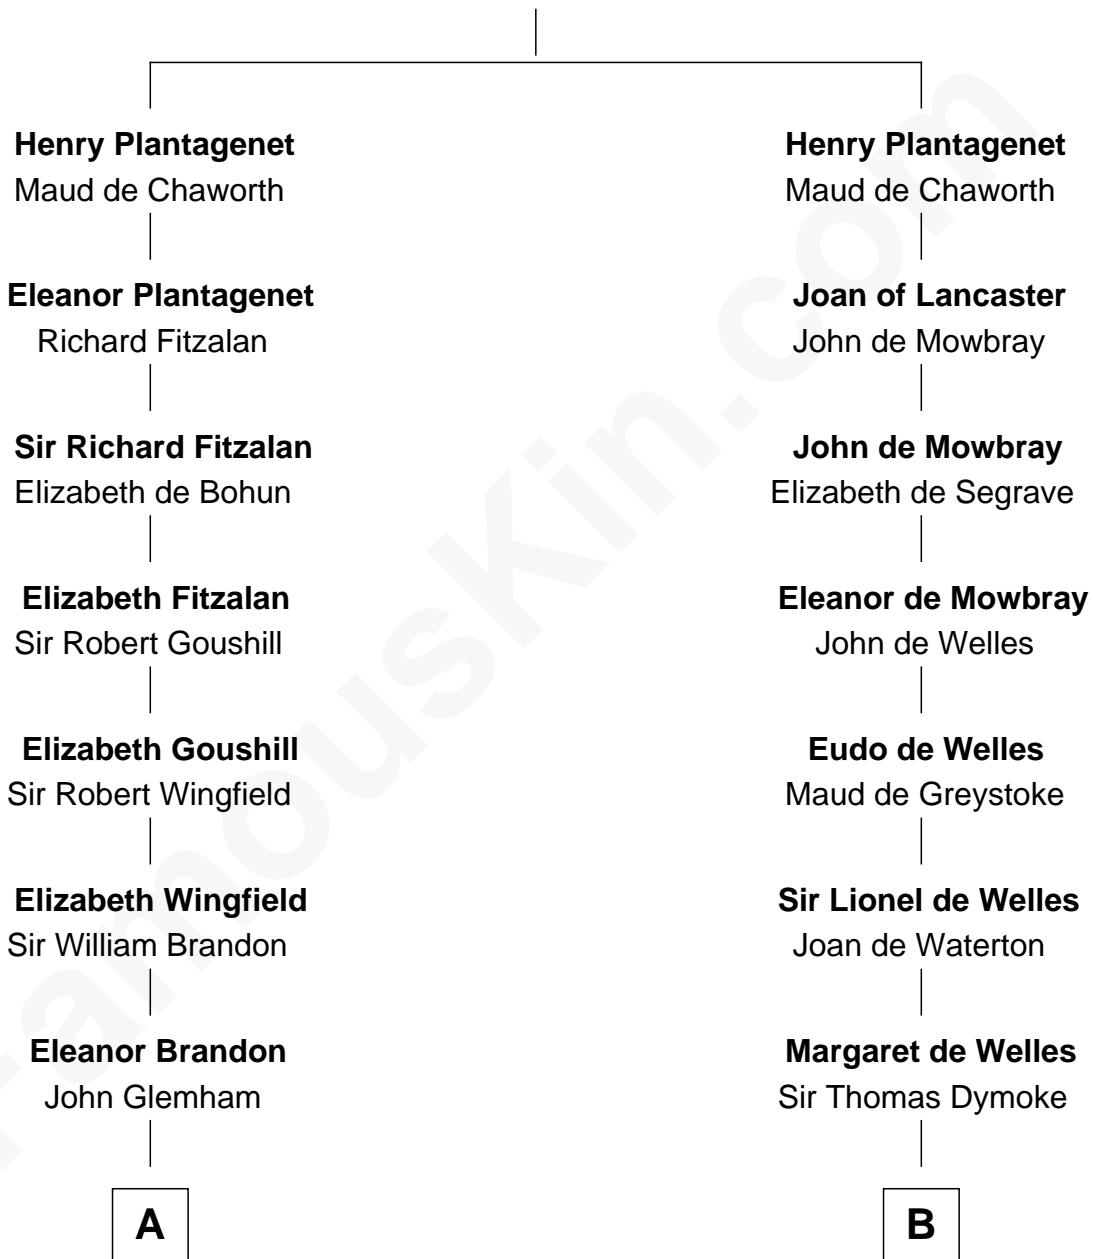 Henry Plantagenet
Maud de Chaworth
Eleanor Plantagenet
Richard Fitzalan
Sir Richard Fitzalan
Elizabeth de Bohun
Elizabeth Fitzalan
Sir Robert Goushill
Elizabeth Goushill
Sir Robert Wingfield
Elizabeth Wingfield
Sir William Brandon
Eleanor Brandon
John Glemham
A
Henry Plantagenet
Maud de Chaworth
Joan of Lancaster
John de Mowbray
John de Mowbray
Elizabeth de Segrave
Eleanor de Mowbray
John de Welles
Eudo de Welles
Maud de Greystoke
Sir Lionel de Welles
Joan de Waterton
Margaret de Welles
Sir Thomas Dymoke
B
FamousKin.com